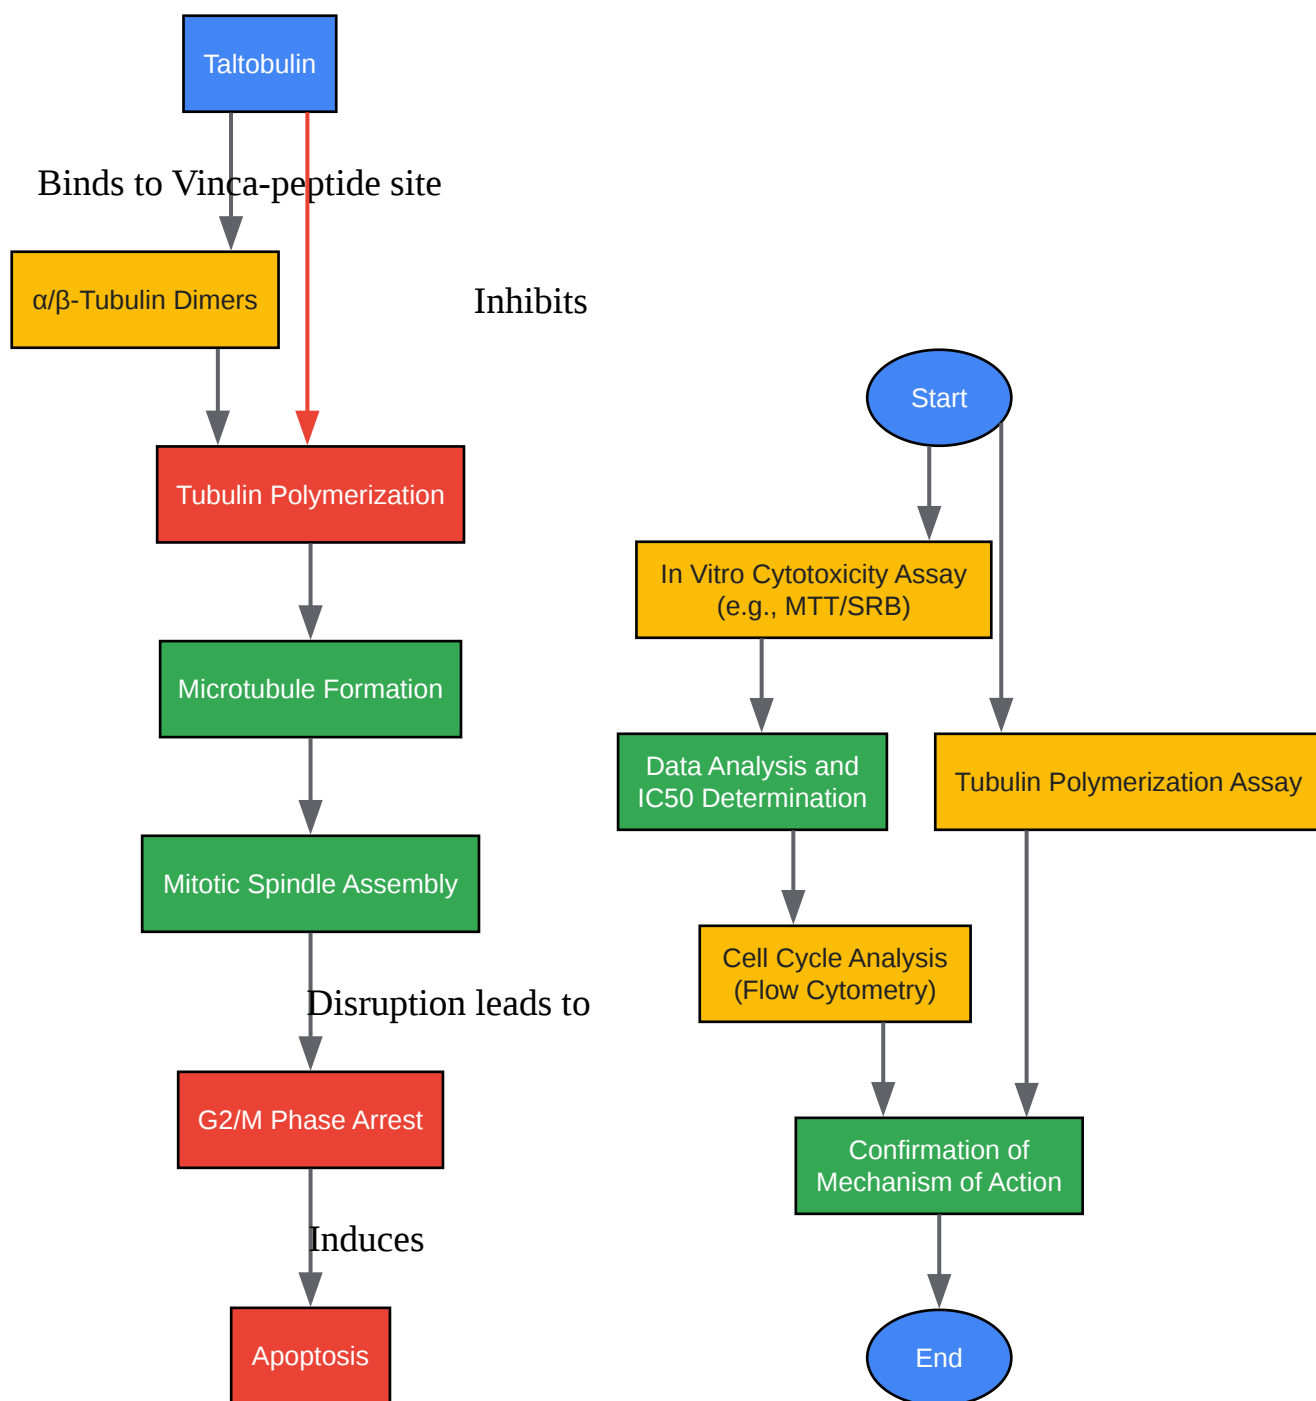 Taltobulin
Binds to Vinca-peptide site
α/β-Tubulin Dimers
Inhibits
Tubulin Polymerization
Microtubule Formation
Mitotic Spindle Assembly
Disruption leads to
G2/M Phase Arrest
Induces
Apoptosis
Start
In Vitro Cytotoxicity Assay
(e.g., MTT/SRB)
Data Analysis and
IC50 Determination
Tubulin Polymerization Assay
Cell Cycle Analysis
(Flow Cytometry)
Confirmation of
Mechanism of Action
End